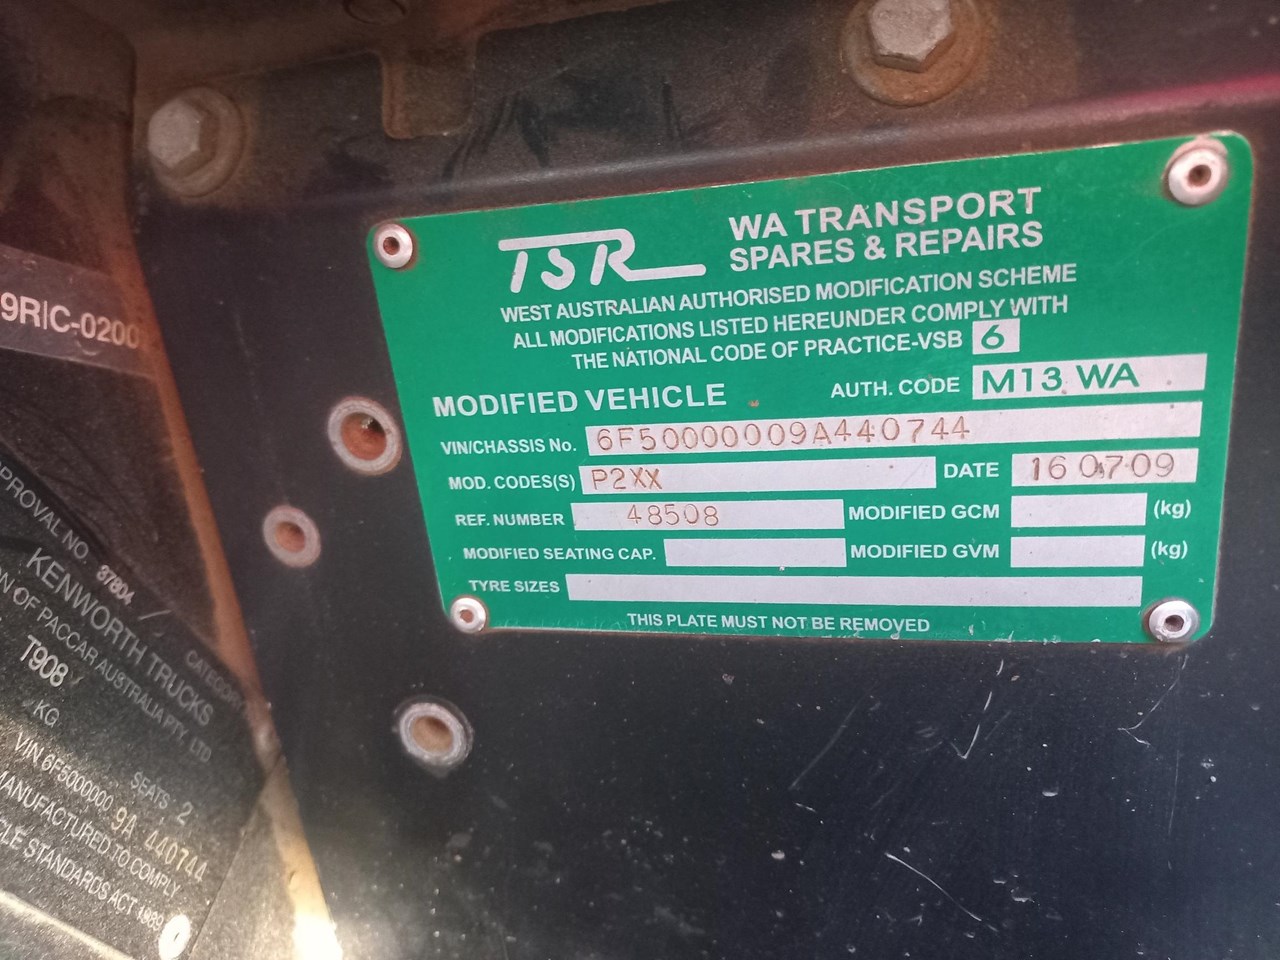 TSR
WA TRANSPORT
SPARES & REPAIRS
WEST AUSTRALIAN AUTHORISED MODIFICATION SCHEME
ALL MODIFICATIONS LISTED HEREUNDER COMPLY WITH
THE NATIONAL CODE OF PRACTICE-VSB 6
MODIFIED VEHICLE AUTH. CODE M13 WA
VIN/CHASSIS No. 6F50000009A440744
MOD. CODES(S) P2XX DATE 16 07 09
REF. NUMBER 48508 MODIFIED GCM (kg)
MODIFIED SEATING CAP. MODIFIED GVM (kg)
TYRE SIZES
THIS PLATE MUST NOT BE REMOVED
9R|C-0200
APPROVAL NO. 37804 CATEGORY
KENWORTH TRUCKS
OF PACCAR AUSTRALIA PTY. LTD.
T908
KG SEATS 2
VIN 6F5000000 9A 440744
MANUFACTURED TO COMPLY
STANDARDS ACT 1989